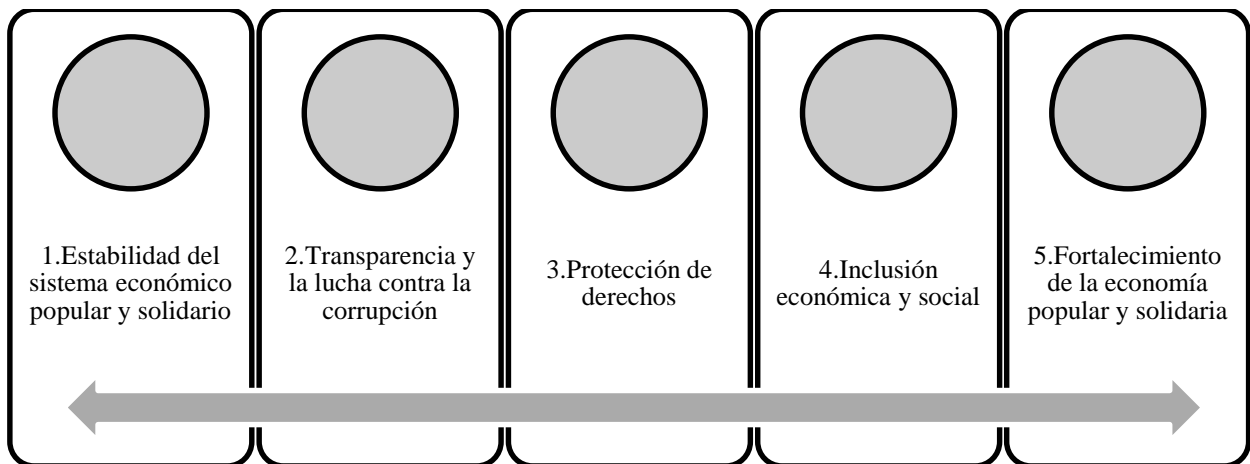 1.Estabilidad del
sistema económico
popular y solidario
2.Transparencia y
la lucha contra la
corrupción
3.Protección de
derechos
4.Inclusión
económica y social
5.Fortalecimiento
de la economía
popular y solidaria